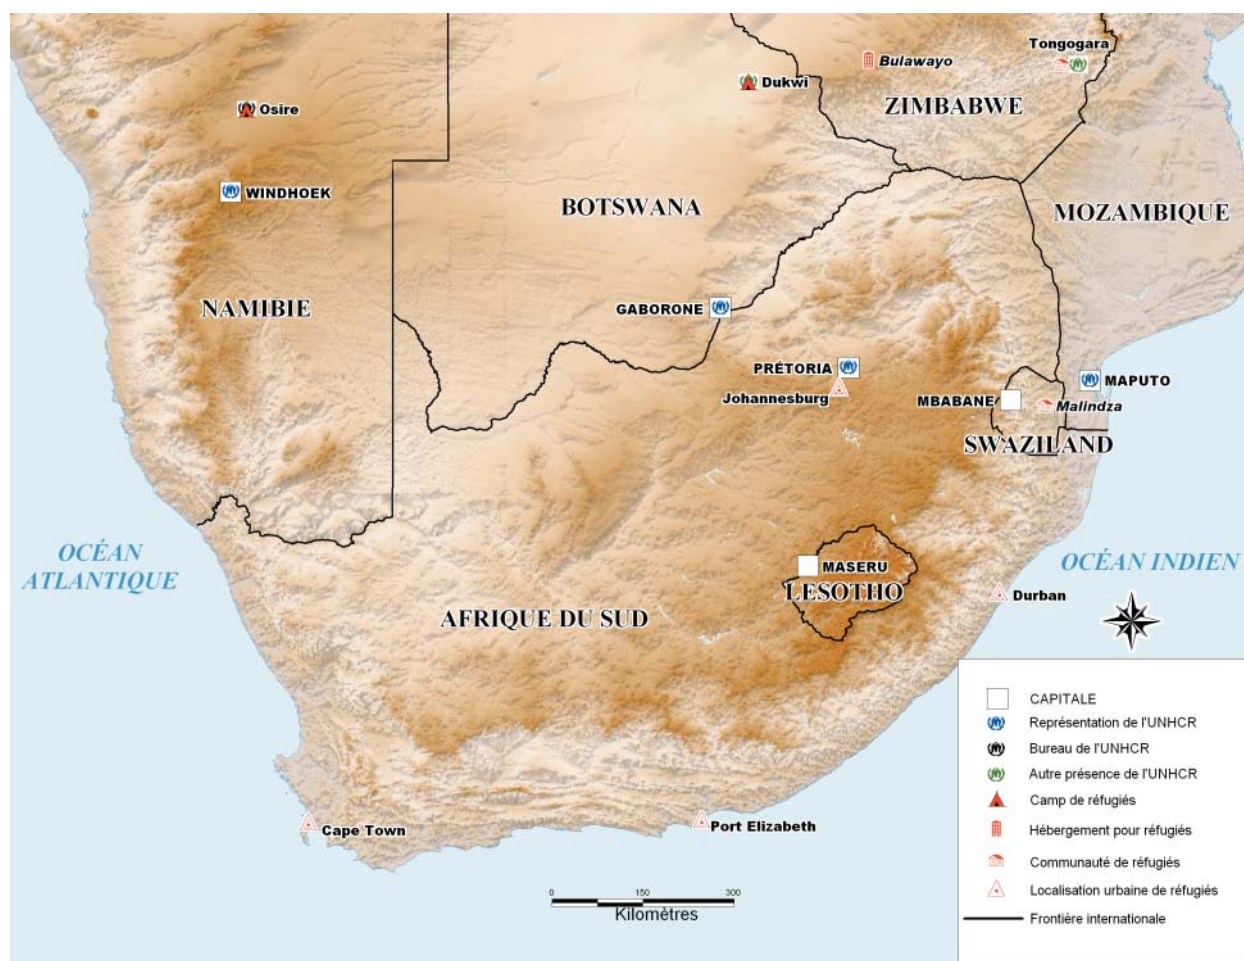 Tongogara
Bulawayo
Dukwi
Osire
ZIMBABWE
WINDHOEK
BOTSWANA
MOZAMBIQUE
NAMIBIE
GABORONE
PRÉTORIA
MAPUTO
Johannesburg
MBABANE
Malindza
SWAZILAND
OCÉAN
ATLANTIQUE
OCÉAN INDIEN
MASERU
LESOTHO
Durban
AFRIQUE DU SUD
Cape Town
Port Elizabeth
CAPITALE
Représentation de l'UNHCR
Bureau de l'UNHCR
Autre présence de l'UNHCR
Camp de réfugiés
Hébergement pour réfugiés
Communauté de réfugiés
Localisation urbaine de réfugiés
Frontière internationale
0 150 300
Kilomètres